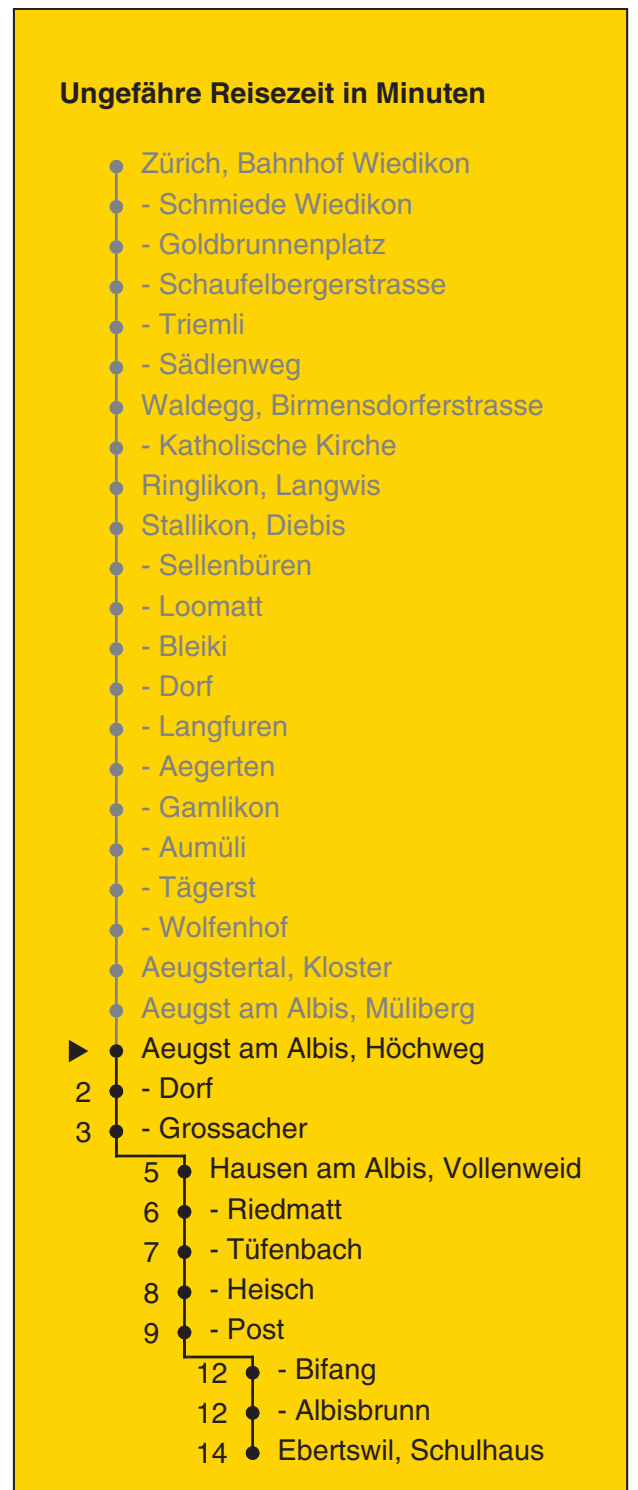 Ungefähre Reisezeit in Minuten
Zürich, Bahnhof Wiedikon
- Schmiede Wiedikon
- Goldbrunnenplatz
- Schaufelbergerstrasse
- Triemli
- Sädlenweg
Waldegg, Birmensdorferstrasse
- Katholische Kirche
Ringlikon, Langwis
Stallikon, Diebis
- Sellenbüren
- Loomatt
- Bleiki
- Dorf
- Langfuren
- Aegerten
- Gamlikon
- Aumüli
- Tägerst
- Wolfenhof
Aeugstertal, Kloster
Aeugst am Albis, Müliberg
Aeugst am Albis, Höchweg
2 - Dorf
3 - Grossacher
5 Hausen am Albis, Vollenweid
6 - Riedmatt
7 - Tüfenbach
8 - Heisch
9 - Post
12 - Bifang
12 - Albisbrunn
14 Ebertswil, Schulhaus